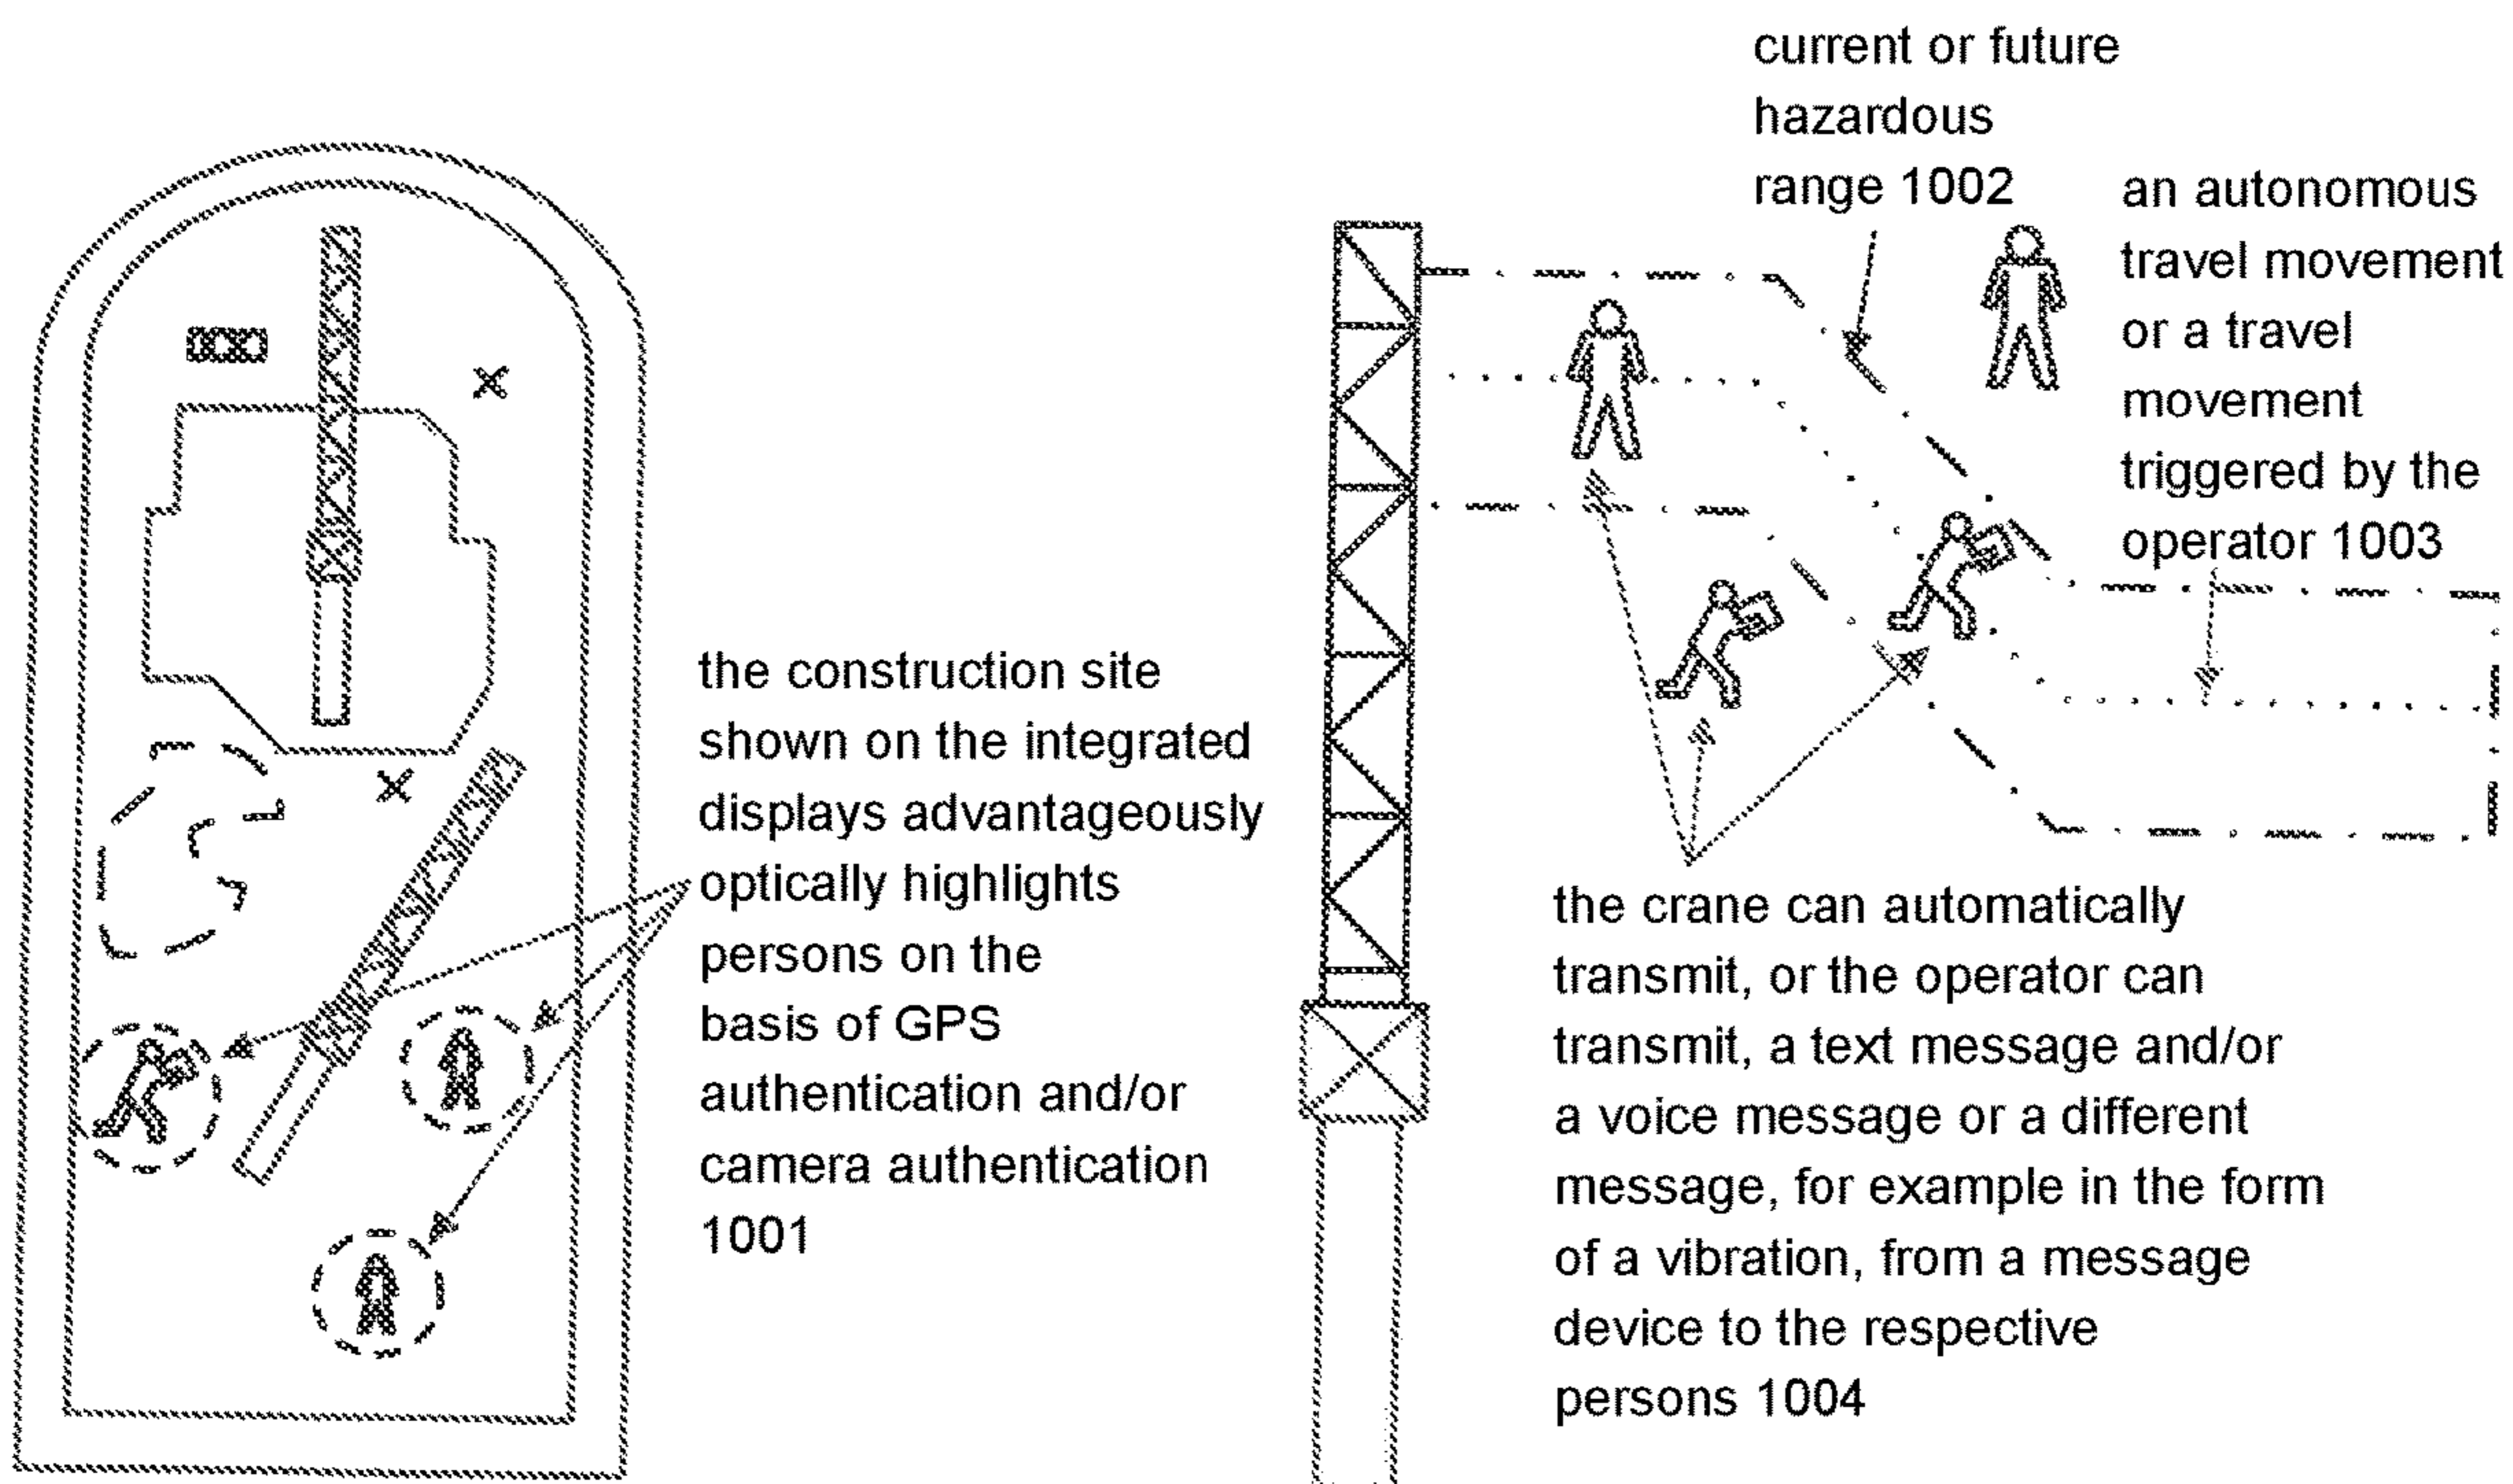 current or future
hazardous
range 1002
an autonomous
travel movement
or a travel
movement
triggered by the
operator 1003
the construction site
shown on the integrated
displays advantageously
optically highlights
persons on the
basis of GPS
authentication and/or
camera authentication
1001
the crane can automatically
transmit, or the operator can
transmit, a text message and/or
a voice message or a different
message, for example in the form
of a vibration, from a message
device to the respective
persons 1004